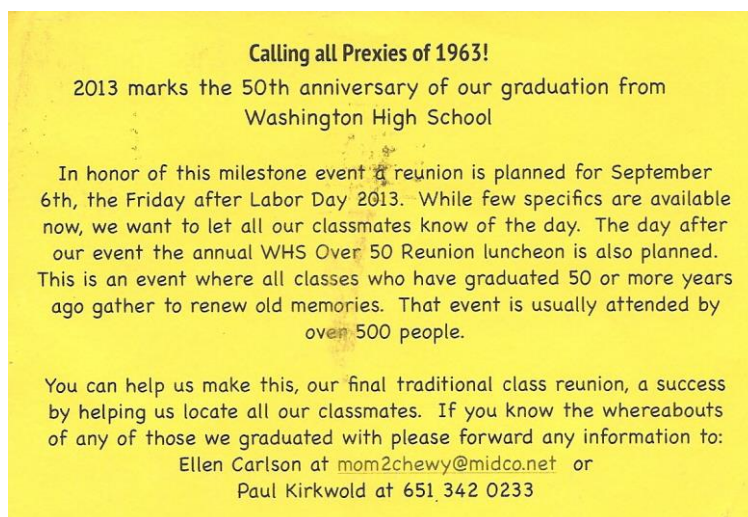 Calling all Prexies of 1963!
2013 marks the 50th anniversary of our graduation from
Washington High School
In honor of this milestone event a reunion is planned for September
6th, the Friday after Labor Day 2013. While few specifics are available
now, we want to let all our classmates know of the day. The day after
our event the annual WHS Over 50 Reunion luncheon is also planned.
This is an event where all classes who have graduated 50 or more years
ago gather to renew old memories. That event is usually attended by
over 500 people.
You can help us make this, our final traditional class reunion, a success
by helping us locate all our classmates. If you know the whereabouts
of any of those we graduated with please forward any information to:
Ellen Carlson at mom2chewy@midco.net or
Paul Kirkwold at 651 342 0233